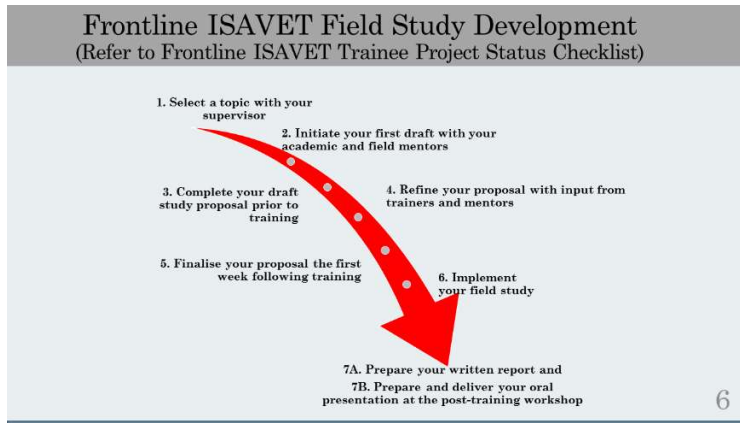 Frontline ISAVET Field Study Development
(Refer to Frontline ISAVET Trainee Project Status Checklist)
1. Select a topic with your
supervisor
2. Initiate your first draft with your
academic and field mentors
3. Complete your draft
study proposal prior to
training
4. Refine your proposal with input from
trainers and mentors
5. Finalise your proposal the first
week following training
6. Implement
your field study
7A. Prepare your written report and
7B. Prepare and deliver your oral
presentation at the post-training workshop
6